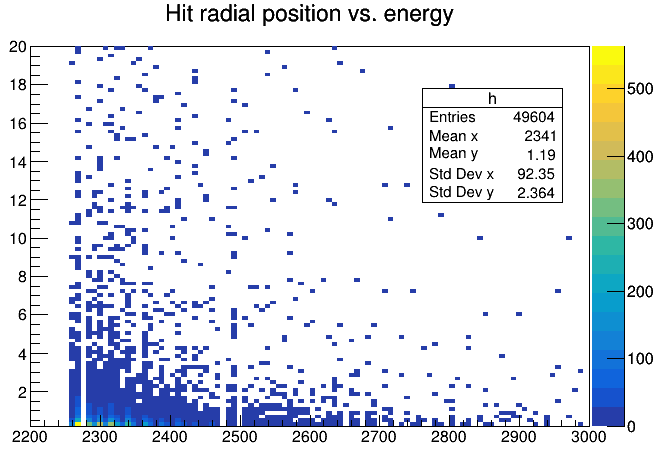 Hit radial position vs. energy
20
18
16
14
12
10
8
6
4
2
h
Entries 49604
Mean x 2341
Mean y 1.19
Std Dev x 92.35
Std Dev y 2.364
500
400
300
200
100
0
2200 2300 2400 2500 2600 2700 2800 2900 3000